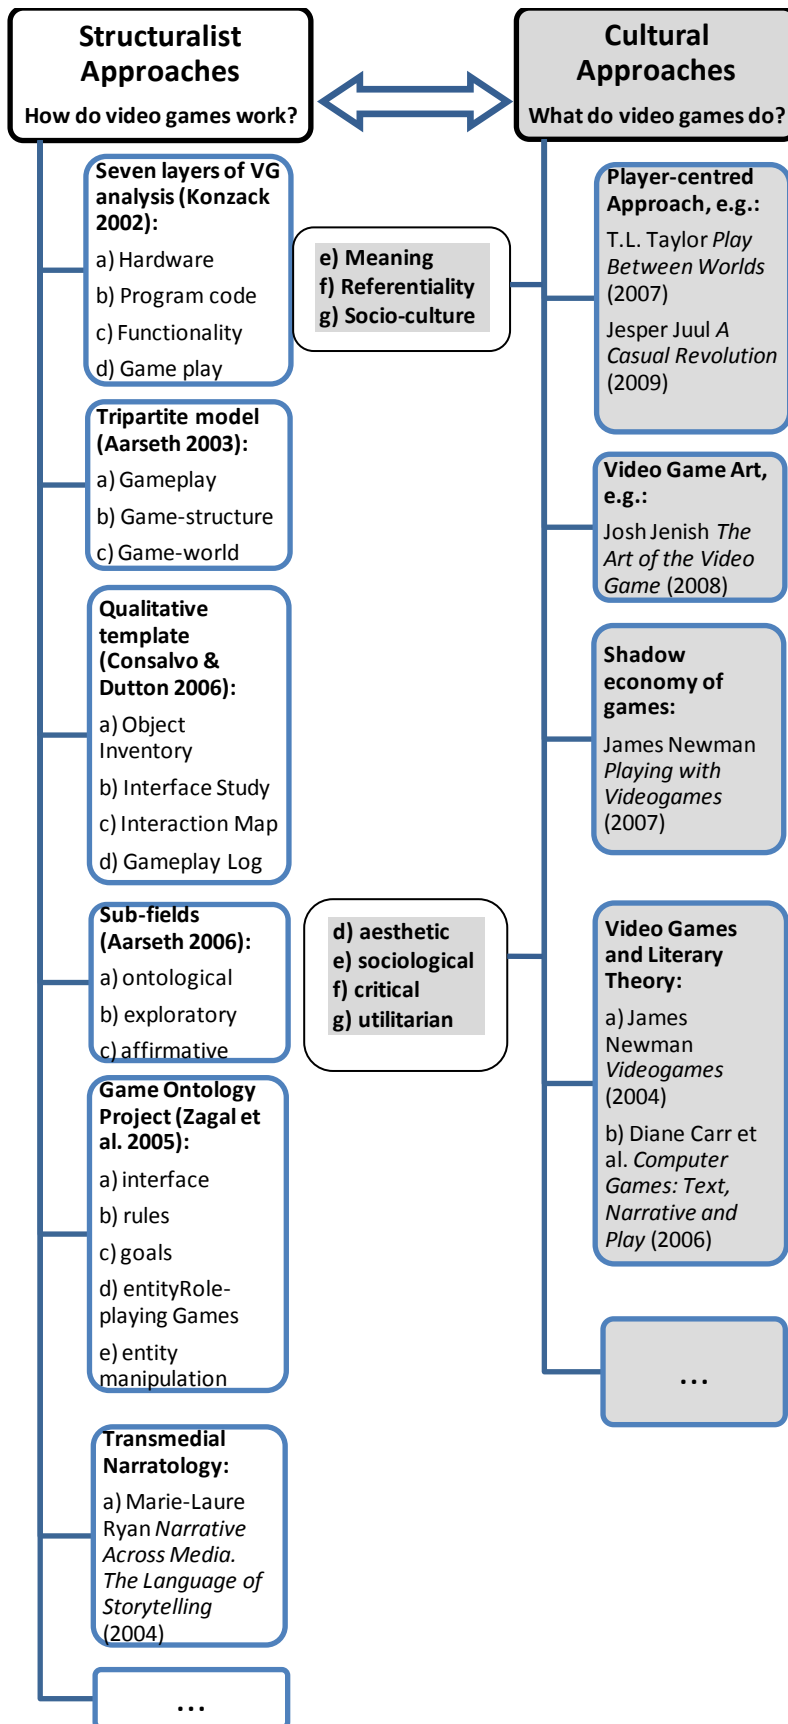 Structuralist
Approaches
How do video games work?
Seven layers of VG
analysis (Konzack
2002):
a) Hardware
b) Program code
c) Functionality
d) Game play
Tripartite model
(Aarseth 2003):
a) Gameplay
b) Game-structure
c) Game-world
Qualitative
template
(Consalvo &
Dutton 2006):
a) Object
Inventory
b) Interface Study
c) Interaction Map
d) Gameplay Log
Sub-fields
(Aarseth 2006):
a) ontological
b) exploratory
c) affirmative
Game Ontology
Project (Zagal et
al. 2005):
a) interface
b) rules
c) goals
d) entityRole-
playing Games
e) entity
manipulation
Transmedial
Narratology:
a) Marie-Laure
Ryan Narrative
Across Media.
The Language of
Storytelling
(2004)
...
e) Meaning
f) Referentiality
g) Socio-culture
d) aesthetic
e) sociological
f) critical
g) utilitarian
Cultural
Approaches
What do video games do?
Player-centred
Approach, e.g.:
T.L. Taylor Play
Between Worlds
(2007)
Jesper Juul A
Casual Revolution
(2009)
Video Game Art,
e.g.:
Josh Jenish The
Art of the Video
Game (2008)
Shadow
economy of
games:
James Newman
Playing with
Videogames
(2007)
Video Games
and Literary
Theory:
a) James
Newman
Videogames
(2004)
b) Diane Carr et
al. Computer
Games: Text,
Narrative and
Play (2006)
...